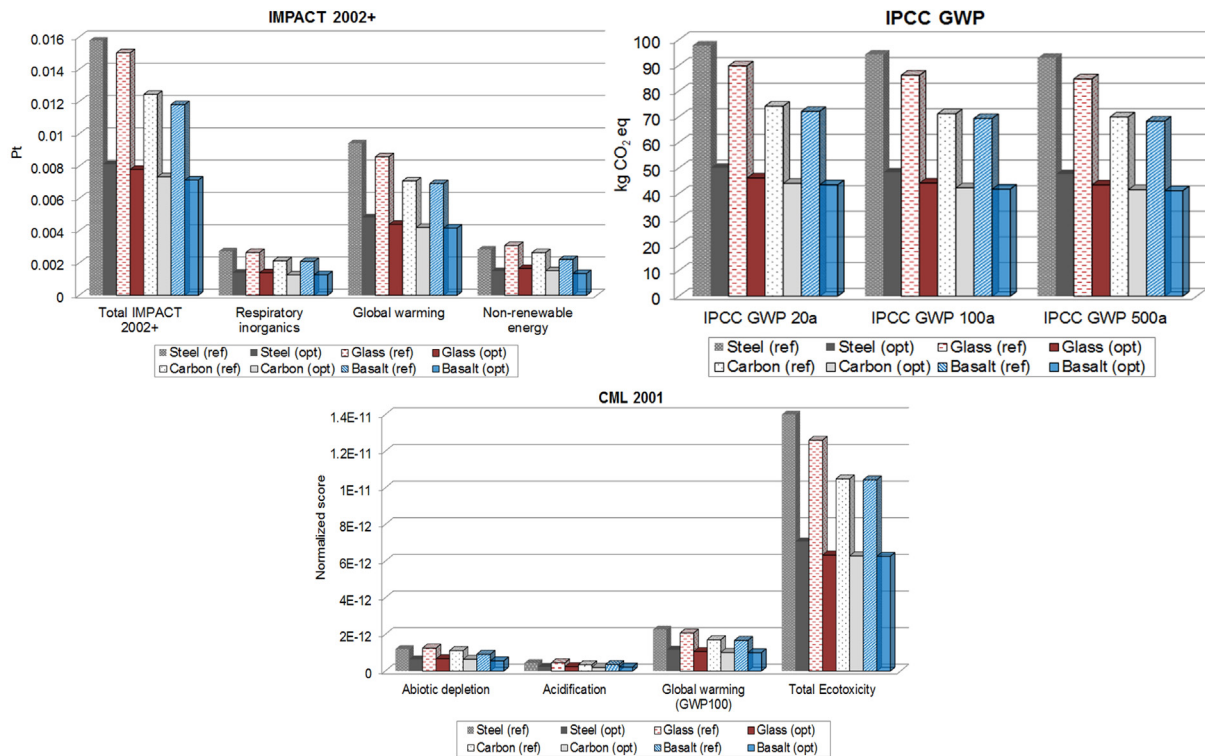 IMPACT 2002+
0.016
0.014
0.012
0.01
0.008
0.006
0.004
0.002
0
Pt
Total IMPACT
2002+
Respiratory
inorganics
Global warming
Non-renewable
energy
Steel (ref) Steel (opt) Glass (ref) Glass (opt)
Carbon (ref) Carbon (opt) Basalt (ref) Basalt (opt)
IPCC GWP
100
90
80
70
60
50
40
30
20
10
0
kg CO₂ eq
IPCC GWP 20a IPCC GWP 100a IPCC GWP 500a
Steel (ref) Steel (opt) Glass (ref) Glass (opt)
Carbon (ref) Carbon (opt) Basalt (ref) Basalt (opt)
CML 2001
1.4E-11
1.2E-11
1E-11
8E-12
6E-12
4E-12
2E-12
0
Normalized score
Abiotic depletion
Acidification
Global warming
(GWP100)
Total Ecotoxicity
Steel (ref) Steel (opt) Glass (ref) Glass (opt)
Carbon (ref) Carbon (opt) Basalt (ref) Basalt (opt)